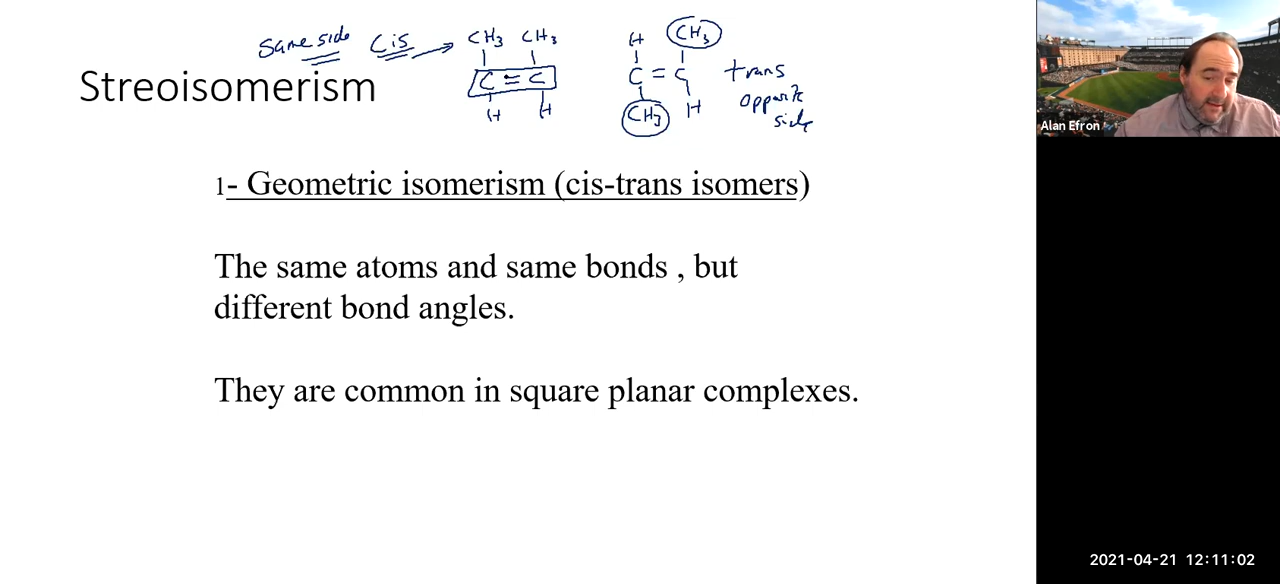 same side cis
CH3 CH3
C = C
H H
H CH3
C = C
CH3 H
trans
opposite
side
Streoisomerism
1- Geometric isomerism (cis-trans isomers)
The same atoms and same bonds , but
different bond angles.
They are common in square planar complexes.
Alan Efron
2021-04-21 12:11:02